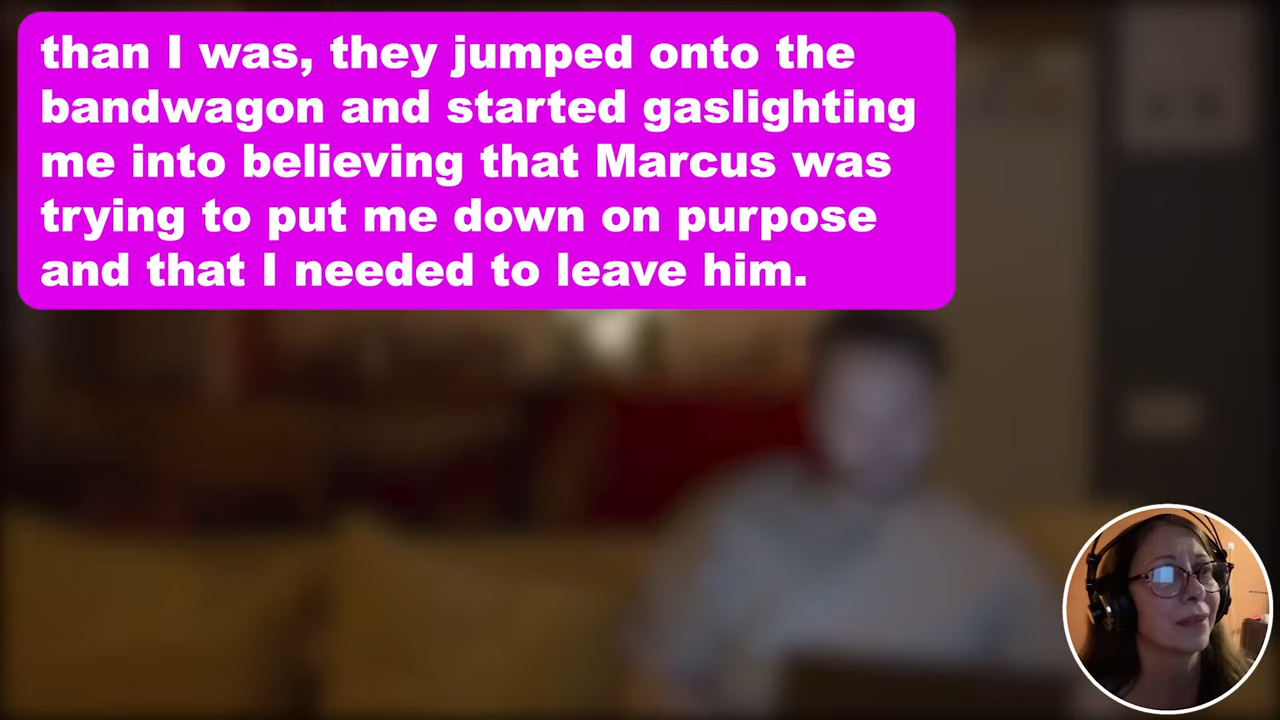 than I was, they jumped onto the
bandwagon and started gaslighting
me into believing that Marcus was
trying to put me down on purpose
and that I needed to leave him.